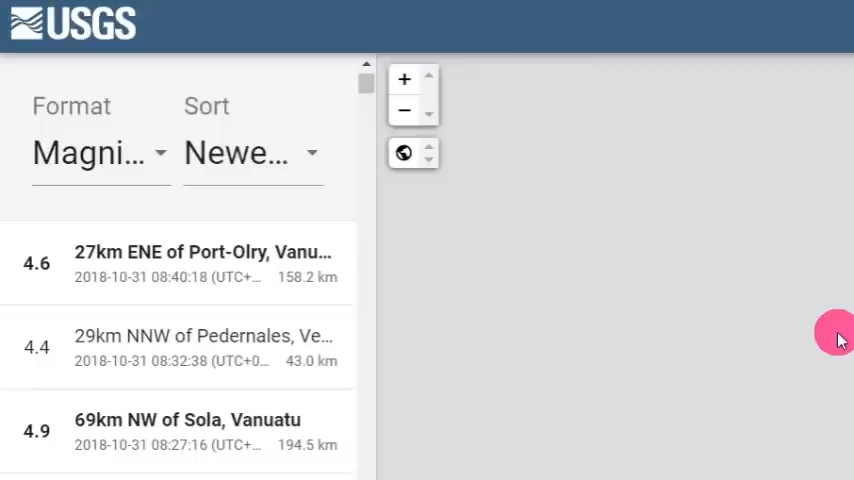 USGS
Format Sort
Magni... Newe...
4.6 27km ENE of Port-Olry, Vanu...
2018-10-31 08:40:18 (UTC+... 158.2 km
4.4 29km NNW of Pedernales, Ve...
2018-10-31 08:32:38 (UTC+0... 43.0 km
4.9 69km NW of Sola, Vanuatu
2018-10-31 08:27:16 (UTC+... 194.5 km
+
−